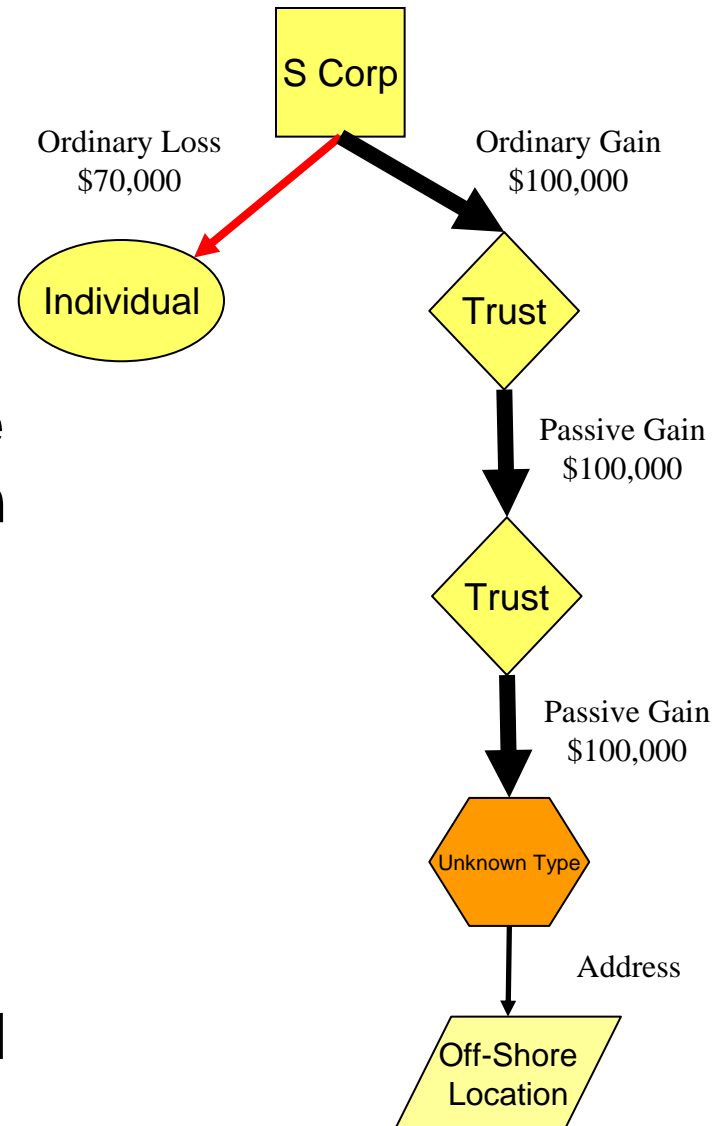 S Corp
Ordinary Loss
$70,000
Ordinary Gain
$100,000
Individual
Trust
Passive Gain
$100,000
Trust
Passive Gain
$100,000
Unknown Type
Address
Off-Shore
Location